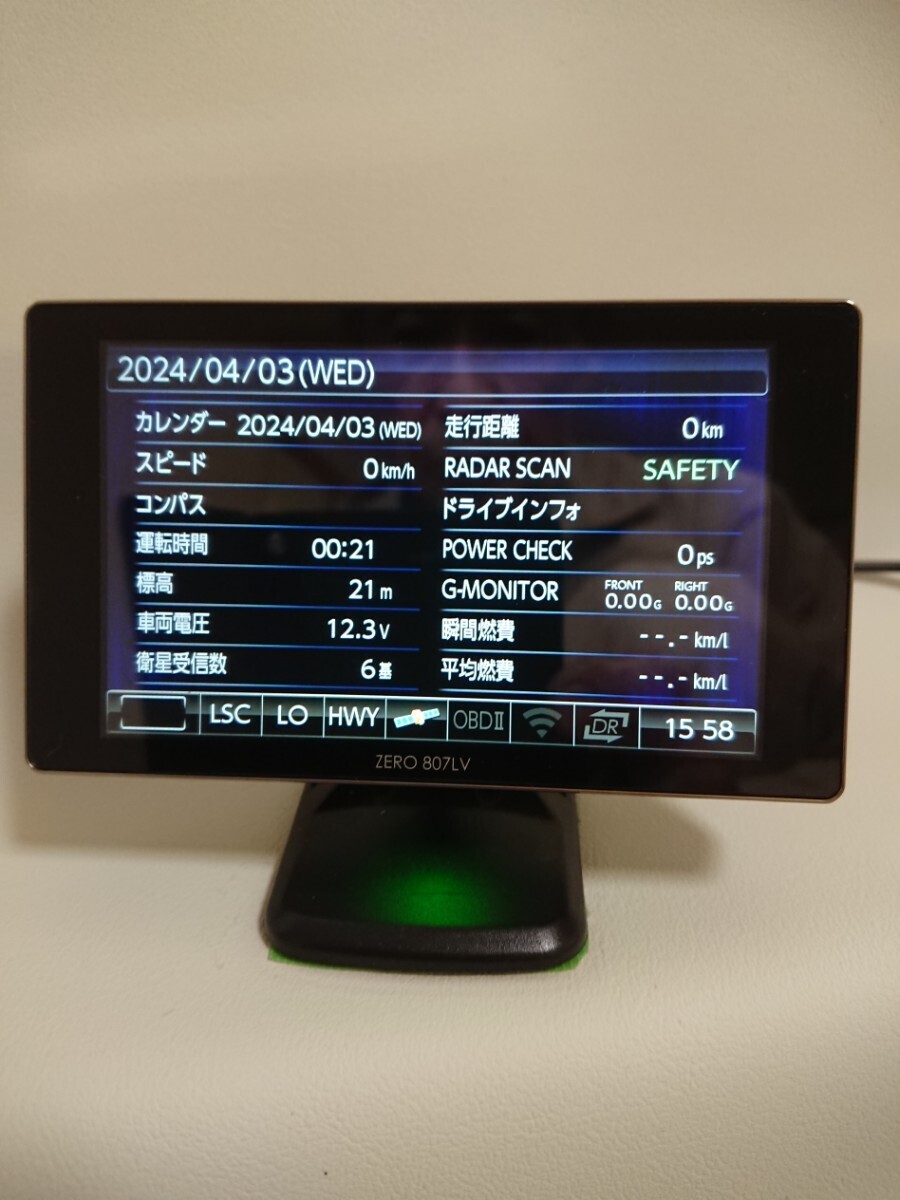 2024/04/03(WED)
カレンダー 2024/04/03(WED)
スピード 0km/h
コンパス
運転時間 00:21
標高 21m
車両電圧 12.3V
衛星受信数 6基
走行距離 0km
RADAR SCAN SAFETY
ドライブインフォ
POWER CHECK 0ps
G-MONITOR FRONT 0.00G RIGHT 0.00G
瞬間燃費 --.-km/l
平均燃費 --.-km/l
LSC LO HWY OBDⅡ DR 15 58
ZERO 807LV